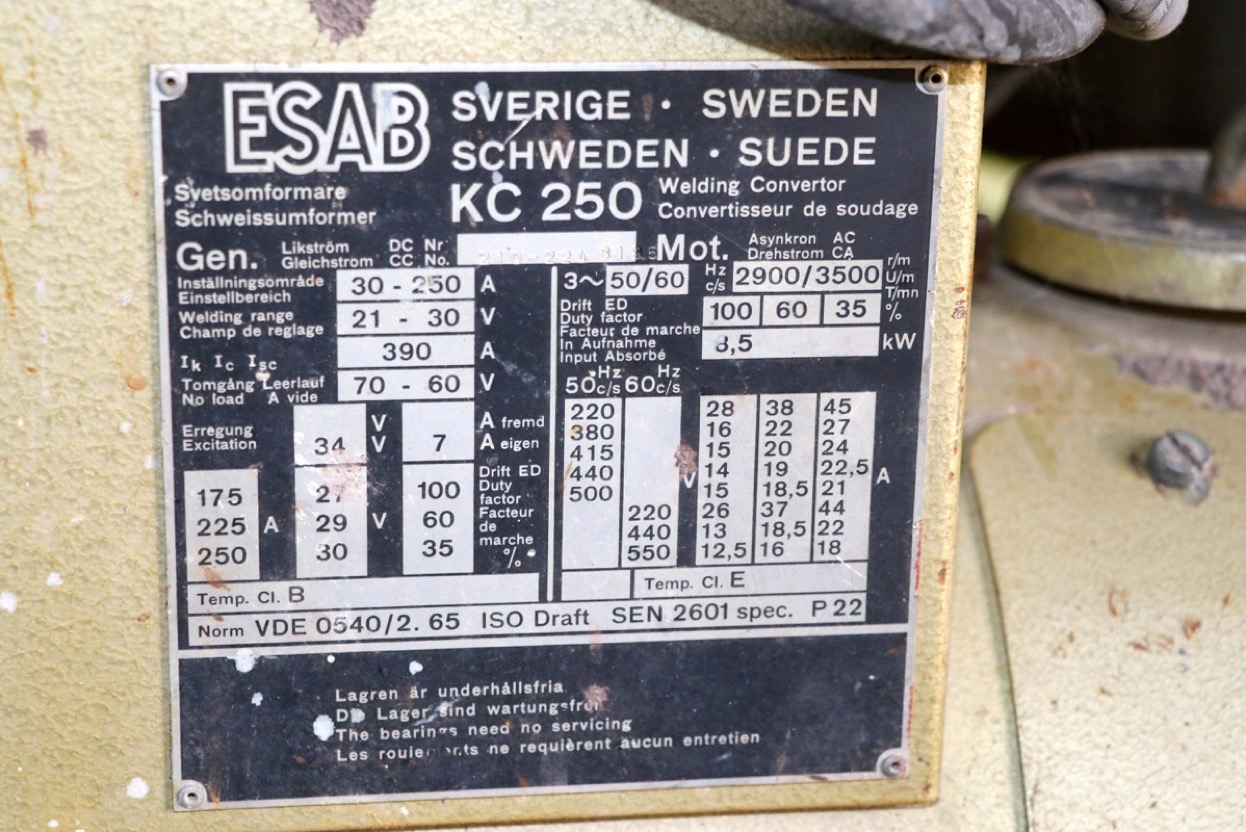 ESAB SVERIGE · SWEDEN
SCHWEDEN · SUEDE
Svetsomformare
Schweissumformer
KC 250
Welding Convertor
Convertisseur de soudage
Gen.
Likström DC Nr
Gleichstrom CC No.
Mot.
Asynkron AC
Drehstrom CA
Inställningsområde
Einstellbereich
30 - 250 A
Welding range
Champ de reglage
21 - 30 V
Ik Ic Isc
390 A
Tomgång Leerlauf
No load A vide
70 - 60 V
Erregung
Excitation
V A fremd
34 V 7 A eigen
175 27 100
225 A 29 V 60
250 30 35
Drift ED
Duty
factor
Facteur
de
marche
%
Temp. Cl. B
3~ 50/60 Hz c/s 2900/3500 r/m U/m T/mn
Drift ED
Duty factor
Facteur de marche
100 60 35 %
In Aufnahme
Input Absorbé
8,5 kW
50 Hz c/s 60 Hz c/s
220 28 38 45
380 16 22 27
415 15 20 24
440 14 19 22,5
500 V 15 18,5 21 A
220 26 37 44
440 13 18,5 22
550 12,5 16 18
Temp. Cl. E
Norm VDE 0540/2. 65 ISO Draft SEN 2601 spec. P 22
Lagren är underhållsfria
Die Lager sind wartungsfrei
The bearings need no servicing
Les ne requièrent aucun entretien